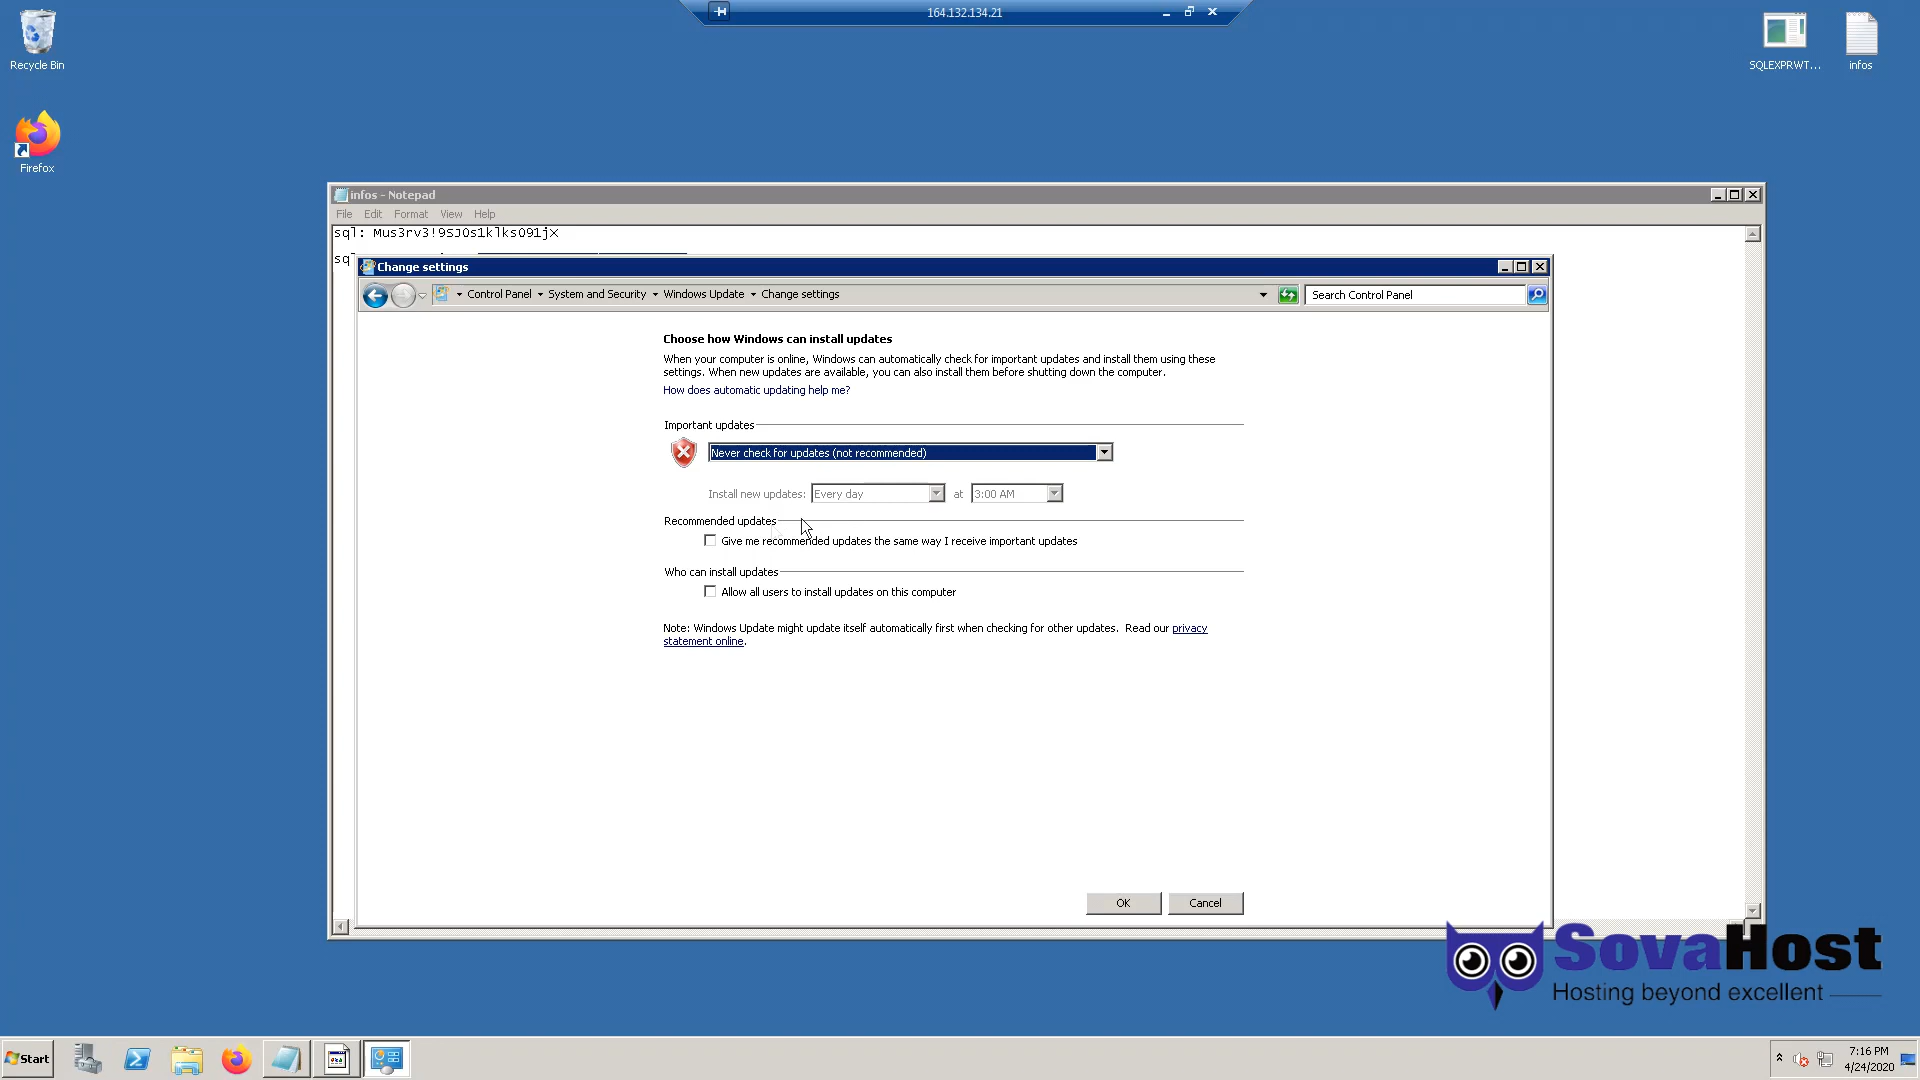 164.132.134.21
Recycle Bin
SQLEXPRWT...
infos
Firefox
infos - Notepad
File Edit Format View Help
sql: Mus3rv3!9SJOs1klks091jX
sq
Change settings
Control Panel System and Security Windows Update Change settings
Search Control Panel
Choose how Windows can install updates
When your computer is online, Windows can automatically check for important updates and install them using these
settings. When new updates are available, you can also install them before shutting down the computer.
How does automatic updating help me?
Important updates
Never check for updates (not recommended)
Install new updates: Every day at 3:00 AM
Recommended updates
Give me recommended updates the same way I receive important updates
Who can install updates
Allow all users to install updates on this computer
Note: Windows Update might update itself automatically first when checking for other updates. Read our privacy
statement online.
OK Cancel
SovaHost
Hosting beyond excellent
Start
7:16 PM
4/24/2020